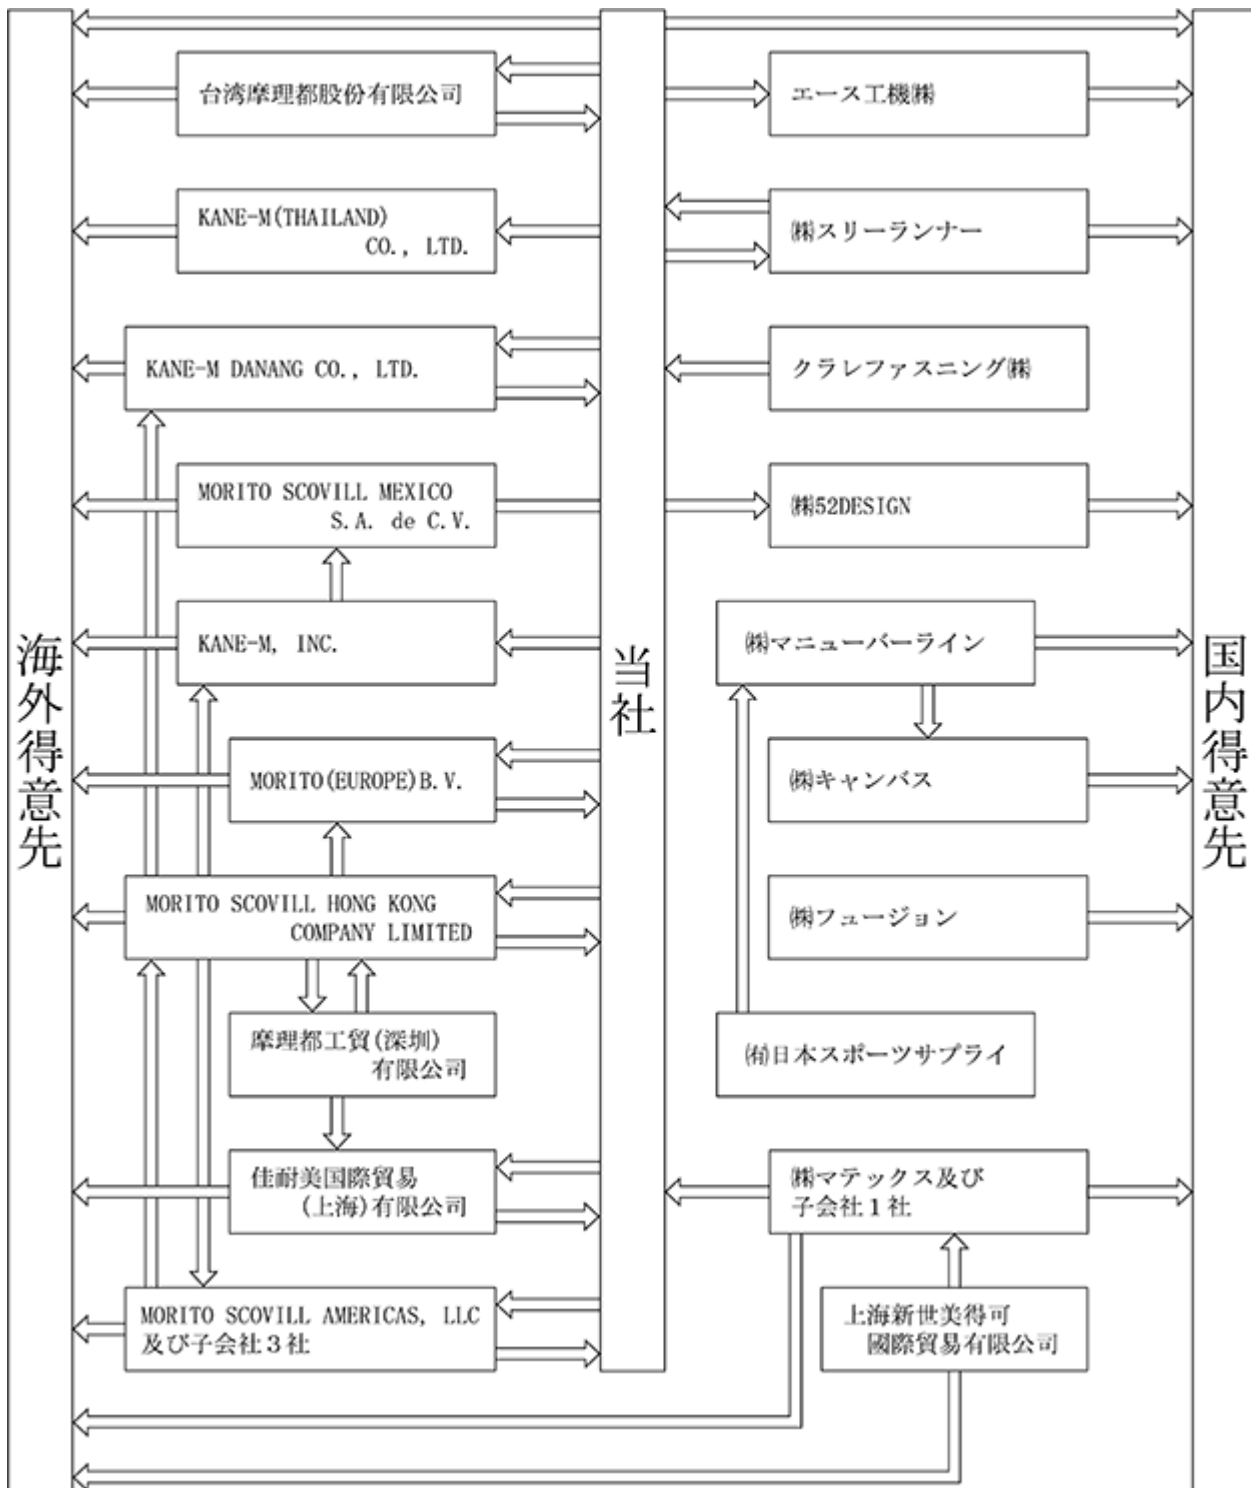 海外得意先
台湾摩理都股份有限公司
KANE-M(THAILAND)
CO., LTD.
KANE-M DANANG CO., LTD.
MORITO SCOVILL MEXICO
S.A. de C.V.
KANE-M, INC.
MORITO(EUROPE)B.V.
MORITO SCOVILL HONG KONG
COMPANY LIMITED
摩理都工貿(深圳)
有限公司
佳耐美国際貿易
(上海)有限公司
MORITO SCOVILL AMERICAS, LLC
及び子会社3社
当社
エース工機㈱
㈱スリーランナー
クラレファスニング㈱
㈱52DESIGN
㈱マニューバーライン
㈱キャンバス
㈱フュージョン
㈲日本スポーツサプライ
㈱マテックス及び
子会社1社
上海新世美得可
國際貿易有限公司
国内得意先